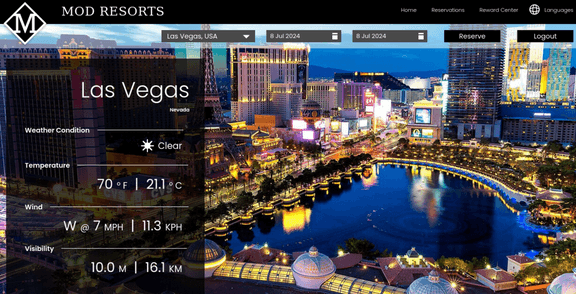 MOD RESORTS
Home Reservations Reward Center Languages
M
Las Vegas, USA 8 Jul 2024 8 Jul 2024 Reserve Logout
Las Vegas
Nevada
Weather Condition
Clear
Temperature
70 ° F | 21.1 ° C
Wind
W @ 7 MPH | 11.3 KPH
Visibility
10.0 M | 16.1 KM